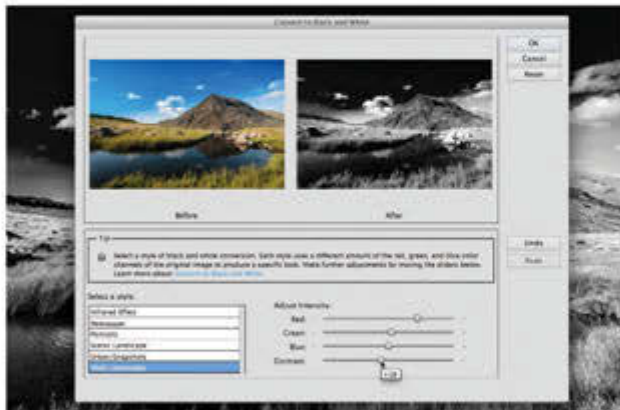 Convert to Black and White
OK
Cancel
Reset
Before
After
Tip
Select a style of black and white conversion. Each style uses a different amount of the red, green, and blue color
channels of the original image to produce a specific look. Make further adjustments by moving the sliders below.
Learn more about: Convert to Black and White
Undo
Redo
Select a style:
Adjust Intensity:
Infrared Effect
Newspaper
Portraits
Scenic Landscape
Urban/Snapshots
Vivid Landscapes
Red:
Green:
Blue:
Contrast: